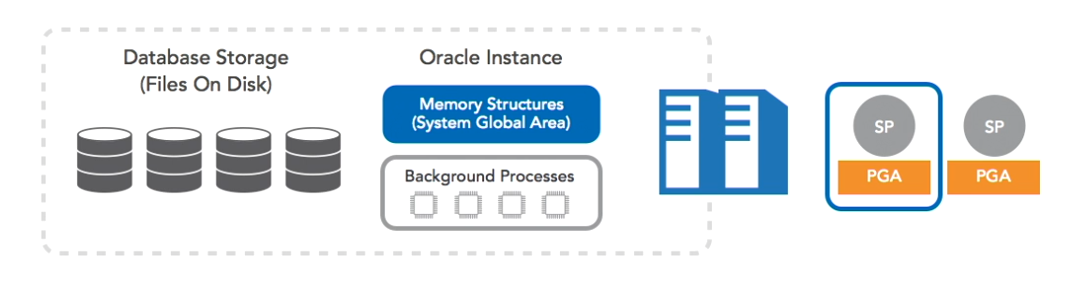 Database Storage
(Files On Disk)
Oracle Instance
Memory Structures
(System Global Area)
Background Processes
SP
PGA
SP
PGA